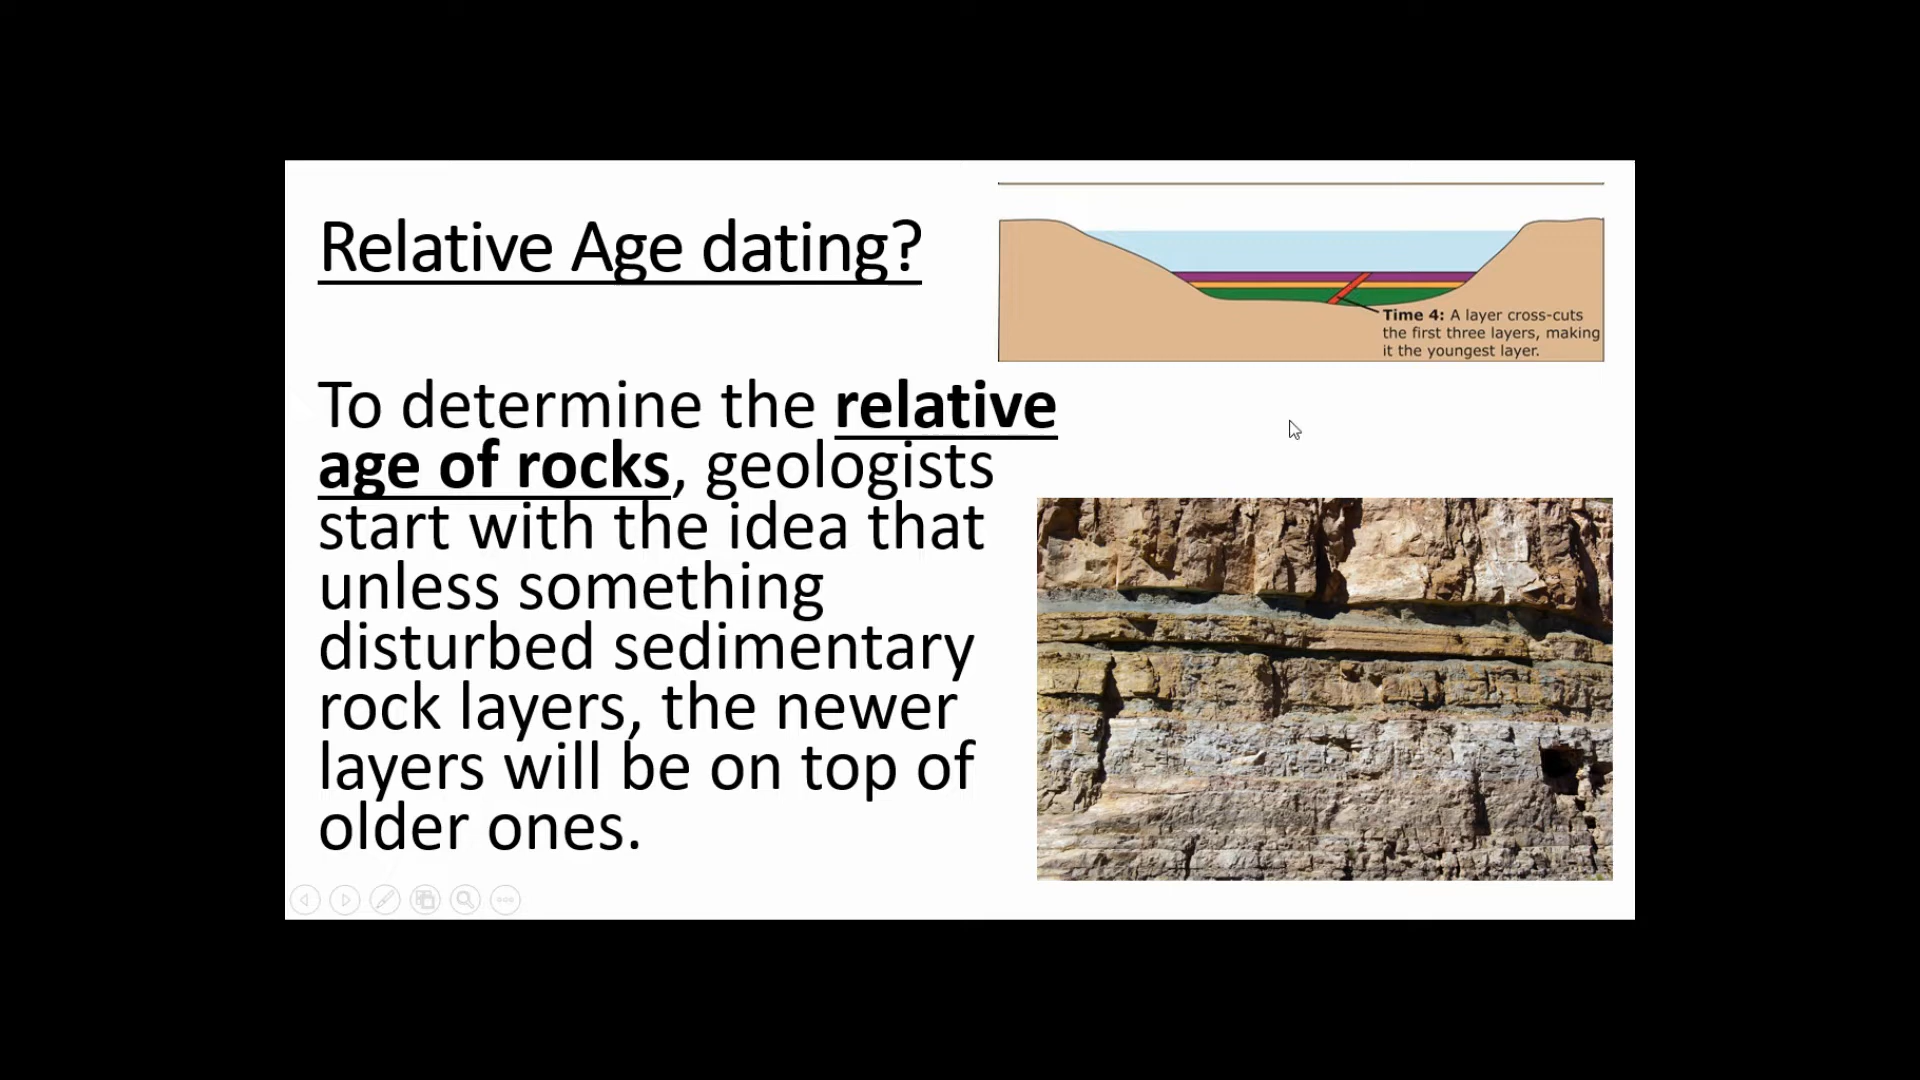 Relative Age dating?
Time 4: A layer cross-cuts
the first three layers, making
it the youngest layer.
To determine the relative
age of rocks, geologists
start with the idea that
unless something
disturbed sedimentary
rock layers, the newer
layers will be on top of
older ones.